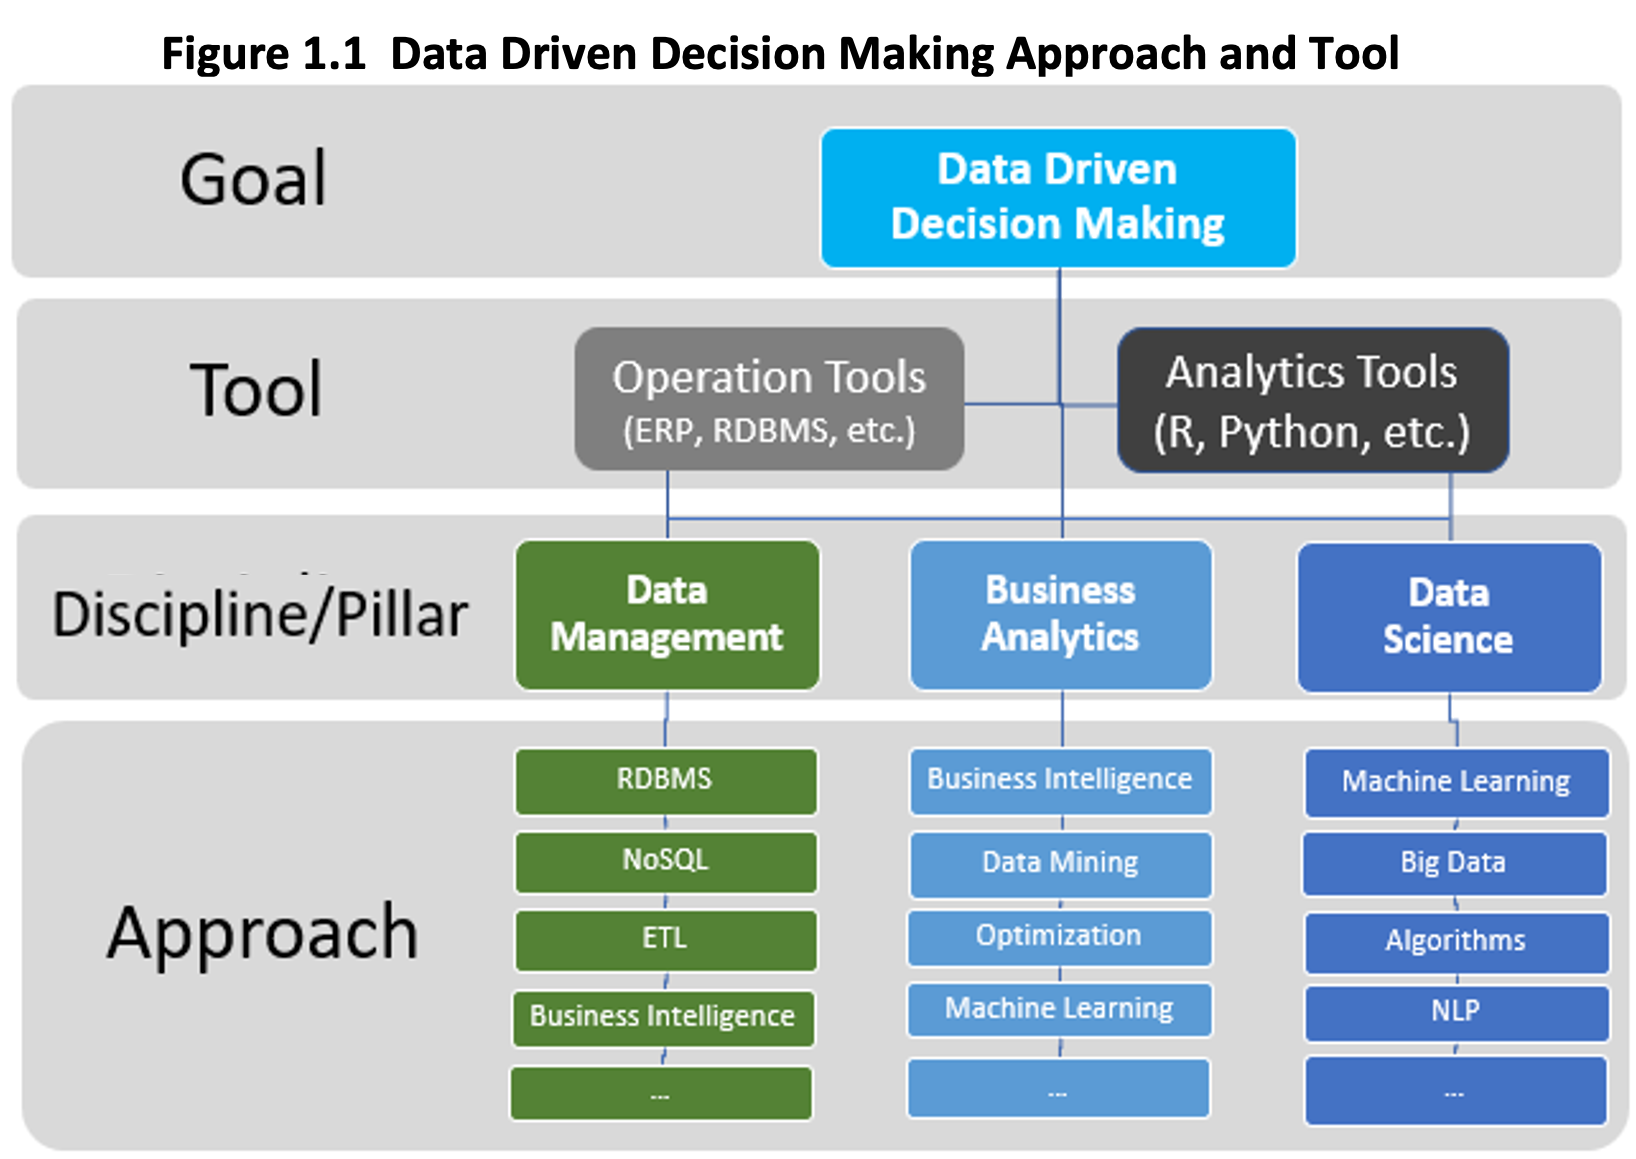 Figure 1.1  Data Driven Decision Making Approach and Tool
Goal
Data Driven
Decision Making
Tool
Operation Tools
(ERP, RDBMS, etc.)
Analytics Tools
(R, Python, etc.)
Discipline/Pillar
Data
Management
Business
Analytics
Data
Science
Approach
RDBMS
NoSQL
ETL
Business Intelligence
...
Business Intelligence
Data Mining
Optimization
Machine Learning
...
Machine Learning
Big Data
Algorithms
NLP
...